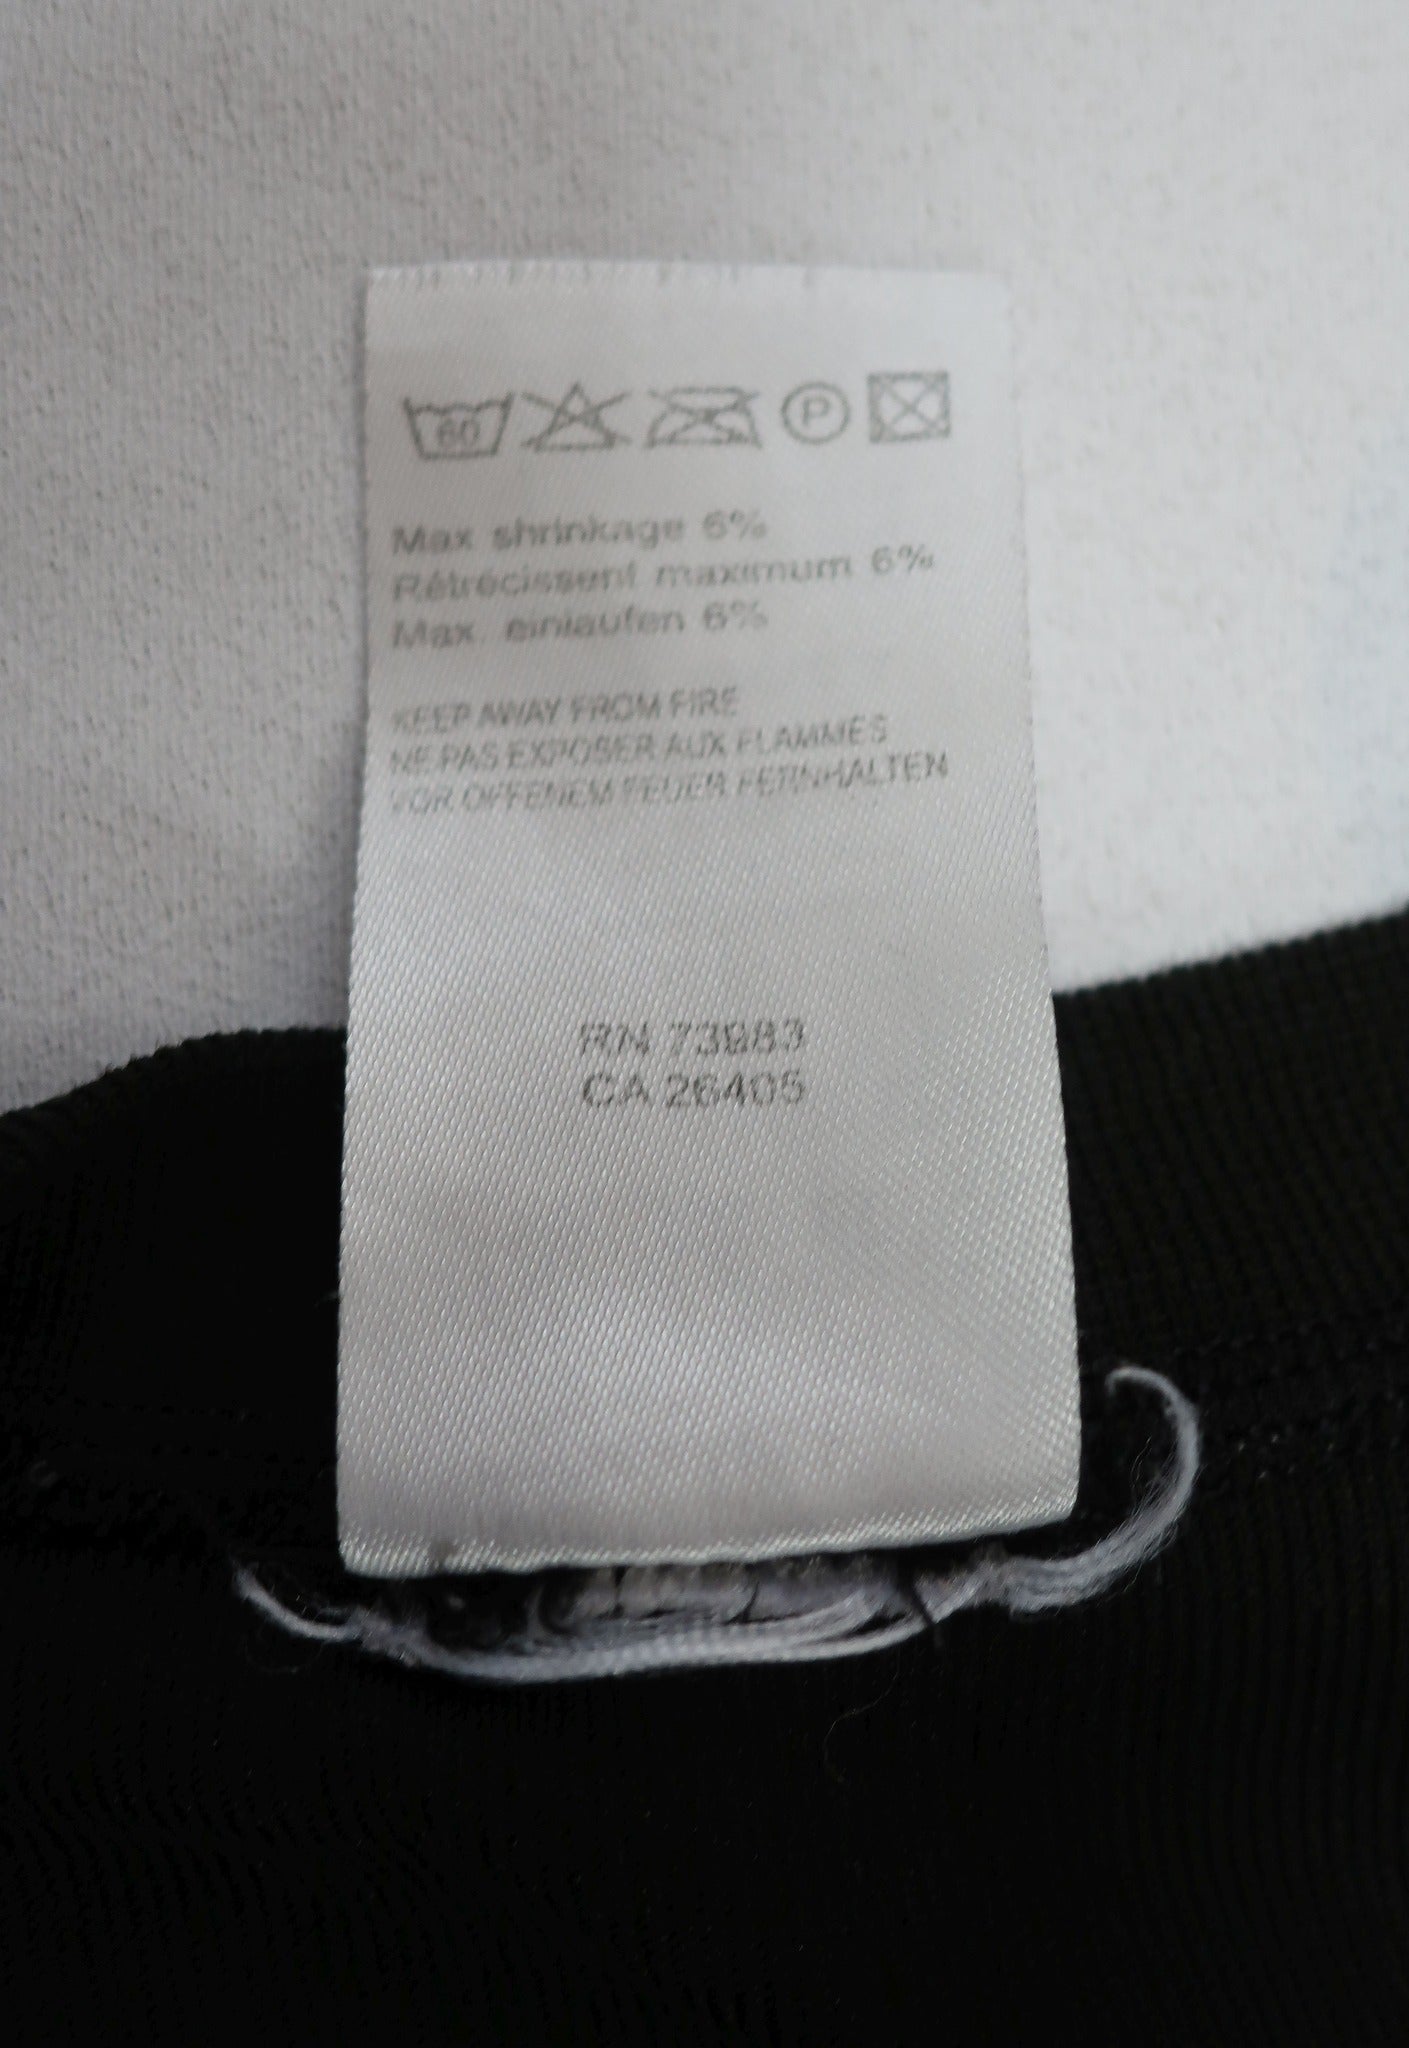 60 P
Max shrinkage 6%
Rétrécissent maximum 6%
Max. einlaufen 6%
KEEP AWAY FROM FIRE
NE PAS EXPOSER AUX FLAMMES
VOR OFFENEM FEUER FERNHALTEN
RN 73983
CA 26405